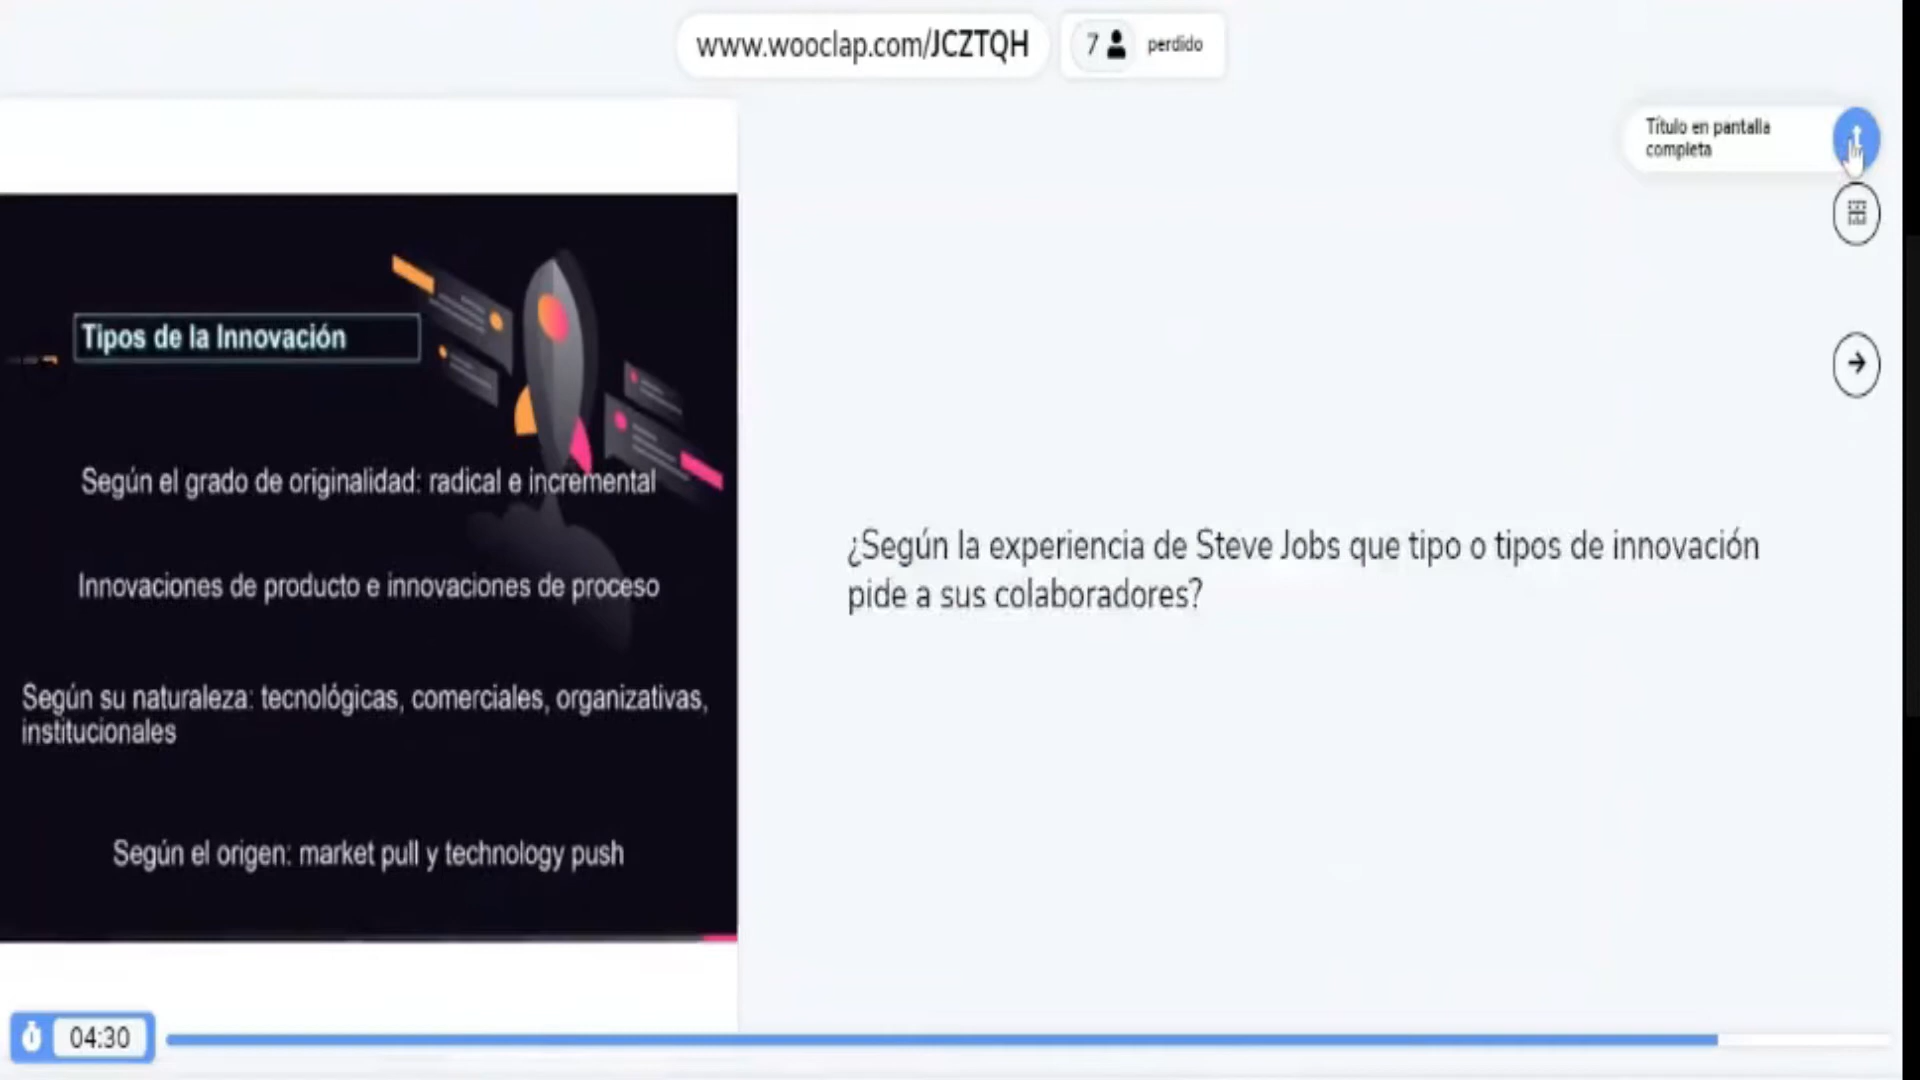 www.wooclap.com/JCZTQH
7
perdido
Título en pantalla
completa
Tipos de la Innovación
Según el grado de originalidad: radical e incremental
Innovaciones de producto e innovaciones de proceso
Según su naturaleza: tecnológicas, comerciales, organizativas,
institucionales
Según el origen: market pull y technology push
¿Según la experiencia de Steve Jobs que tipo o tipos de innovación
pide a sus colaboradores?
04:30